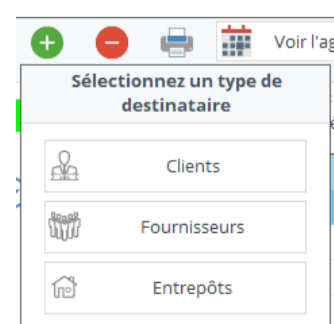 Voir l'ag
Sélectionnez un type de
destinataire
Clients
Fournisseurs
Entrepôts